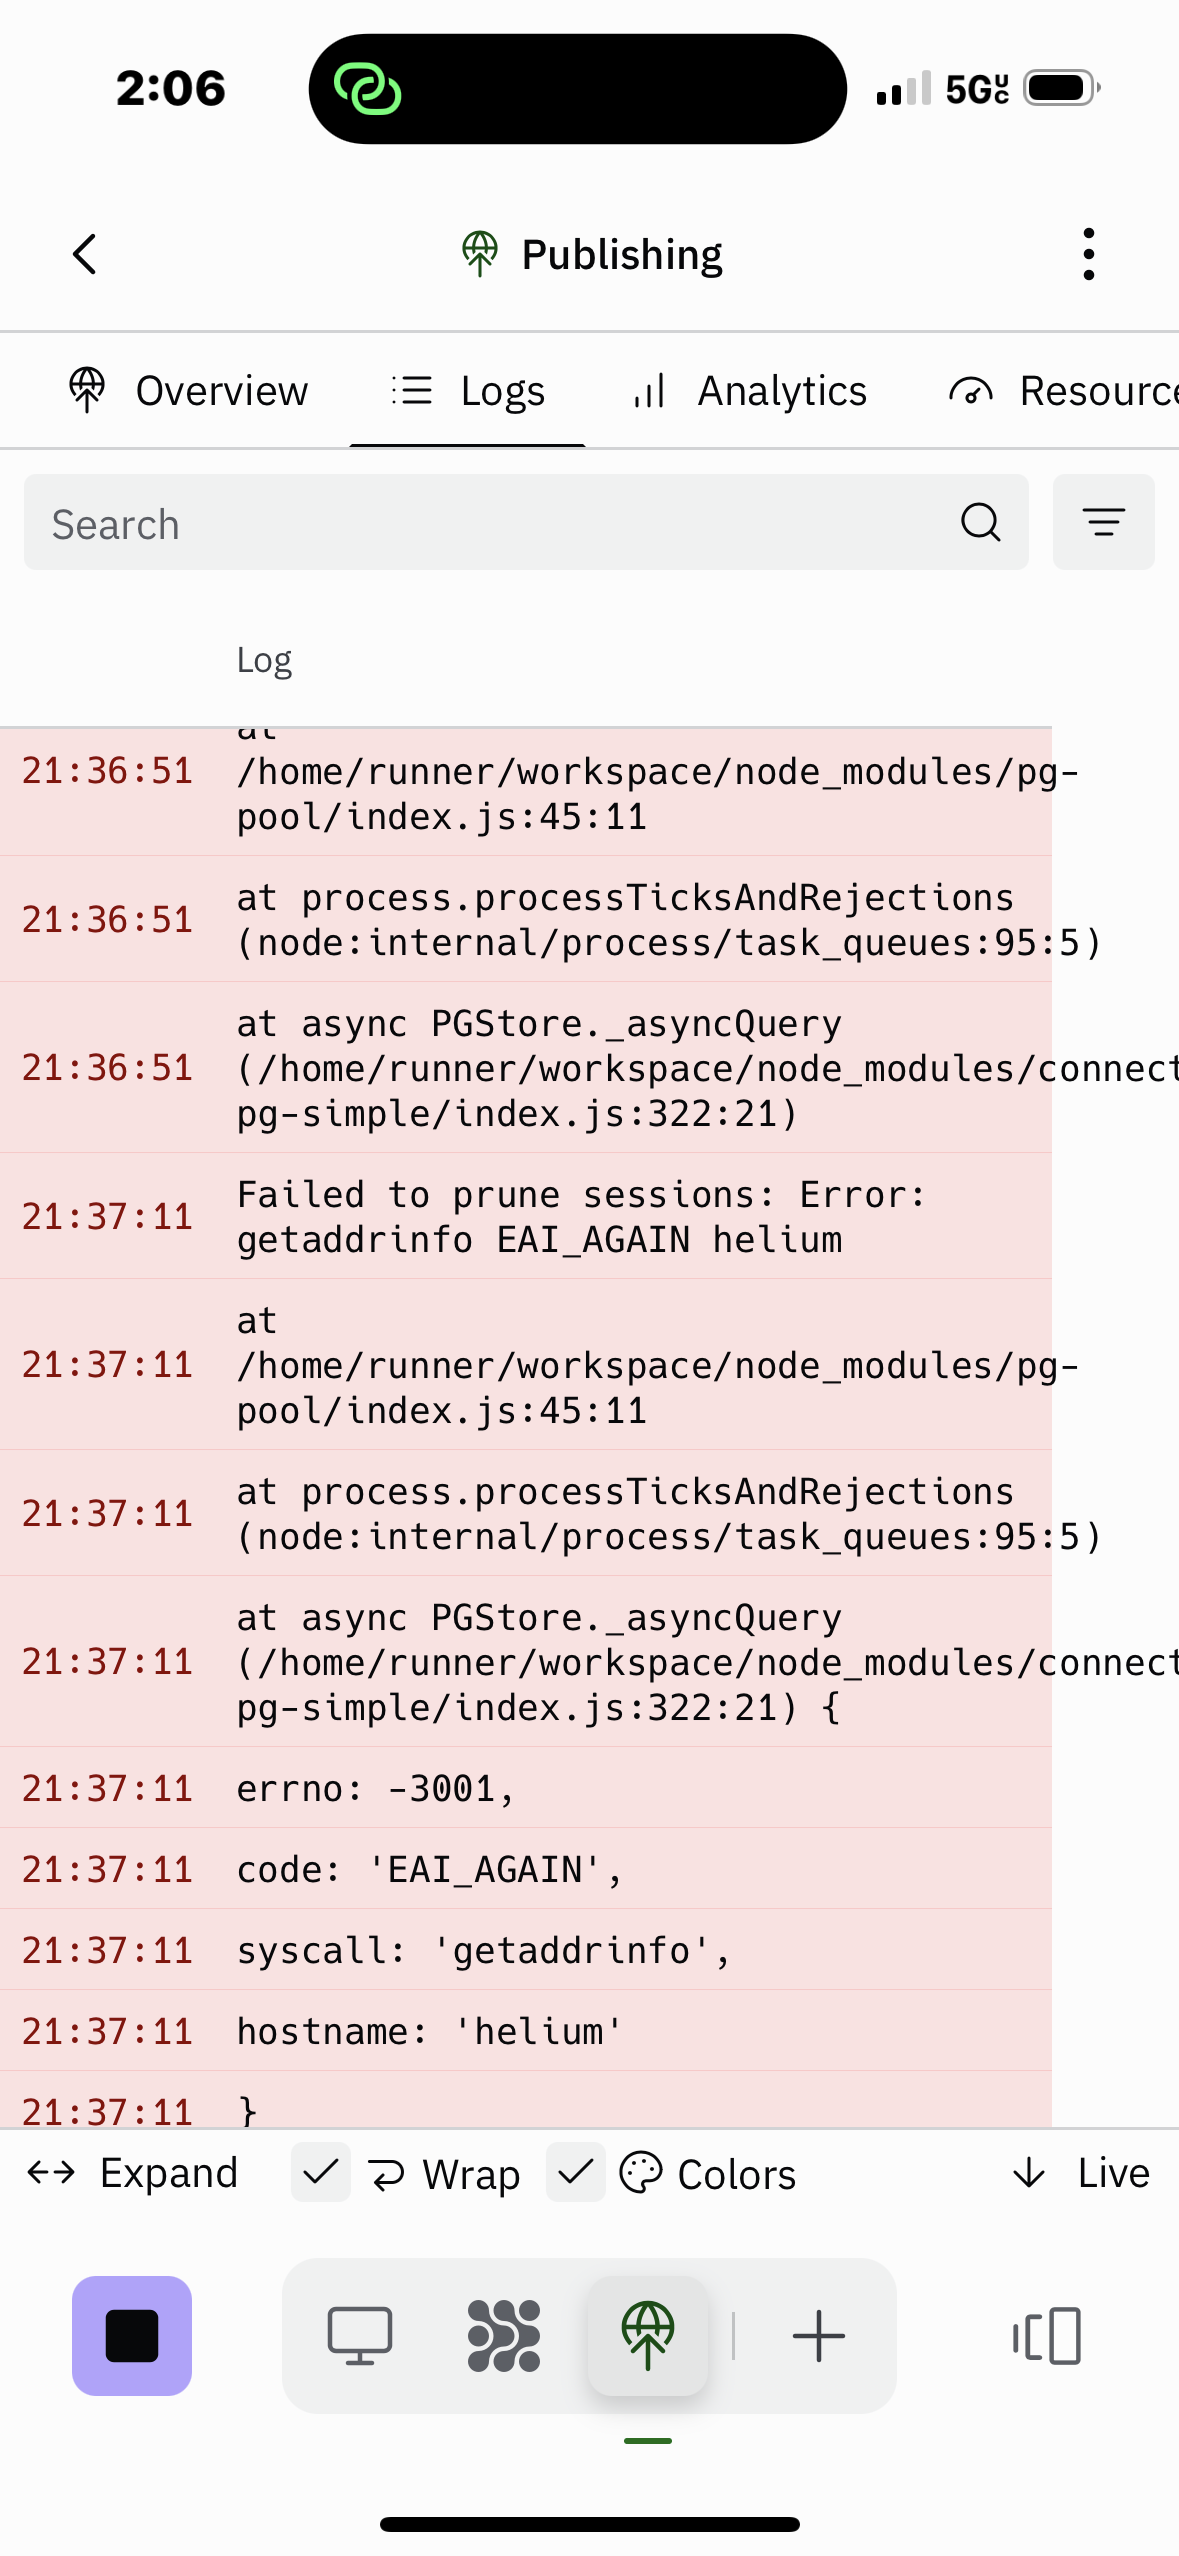 2:06
5G UC
Publishing
Overview Logs Analytics Resource
Search
Log
at
21:36:51 /home/runner/workspace/node_modules/pg-
pool/index.js:45:11
at process.processTicksAndRejections
21:36:51 (node:internal/process/task_queues:95:5)
at async PGStore._asyncQuery
21:36:51 (/home/runner/workspace/node_modules/connect
pg-simple/index.js:322:21)
Failed to prune sessions: Error:
21:37:11 getaddrinfo EAI_AGAIN helium
at
21:37:11 /home/runner/workspace/node_modules/pg-
pool/index.js:45:11
at process.processTicksAndRejections
21:37:11 (node:internal/process/task_queues:95:5)
at async PGStore._asyncQuery
21:37:11 (/home/runner/workspace/node_modules/connect
pg-simple/index.js:322:21) {
21:37:11 errno: -3001,
21:37:11 code: 'EAI_AGAIN',
21:37:11 syscall: 'getaddrinfo',
21:37:11 hostname: 'helium'
21:37:11 }
Expand Wrap Colors Live